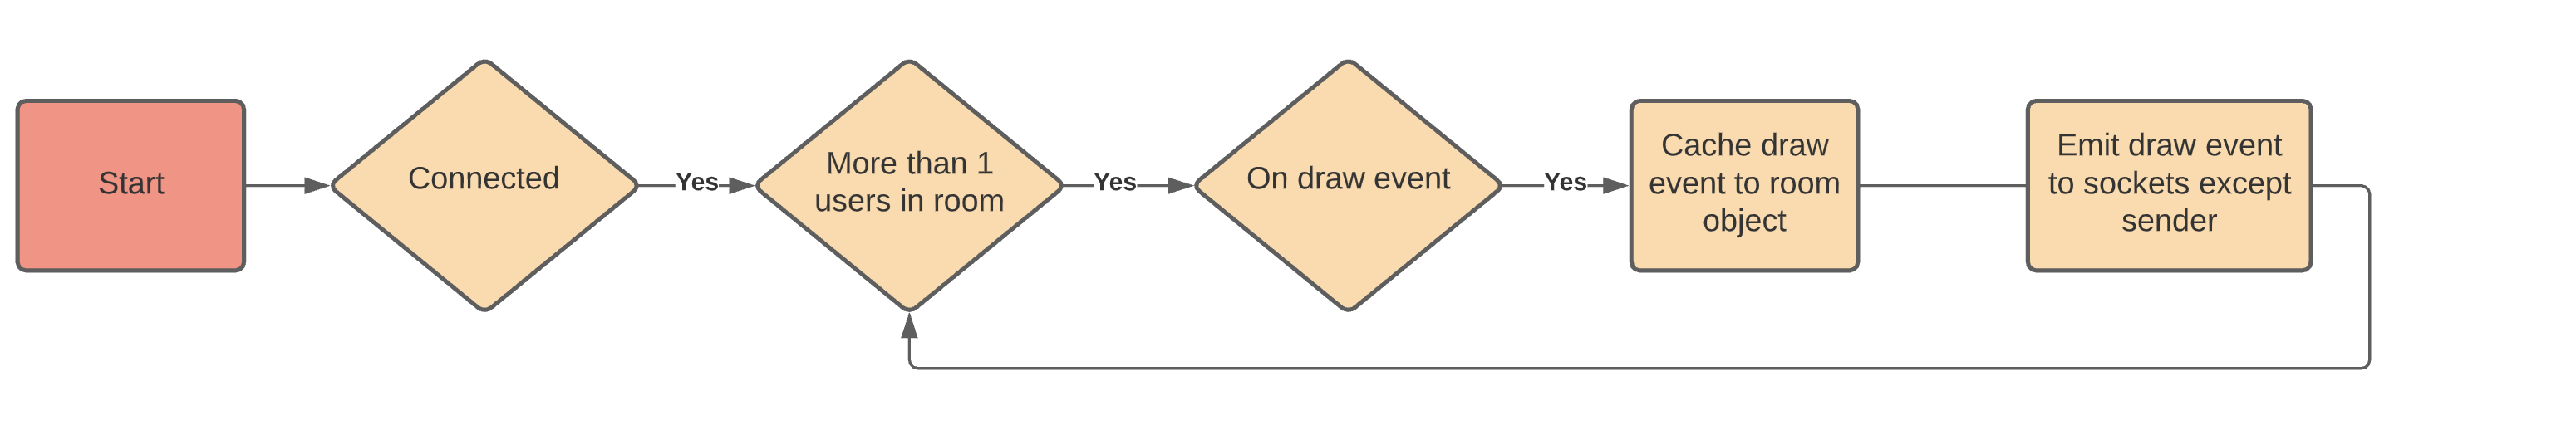 Start
Connected
Yes
More than 1
users in room
Yes
On draw event
Yes
Cache draw
event to room
object
Emit draw event
to sockets except
sender